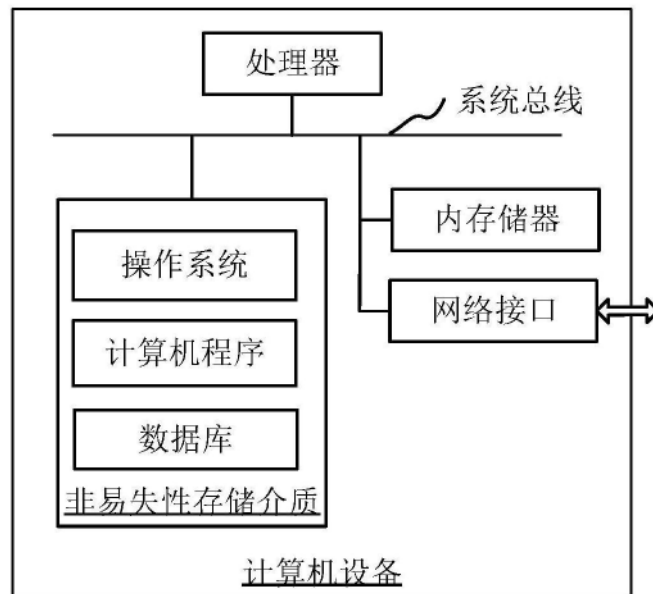 处理器
系统总线
内存储器
操作系统
网络接口
计算机程序
数据库
非易失性存储介质
计算机设备